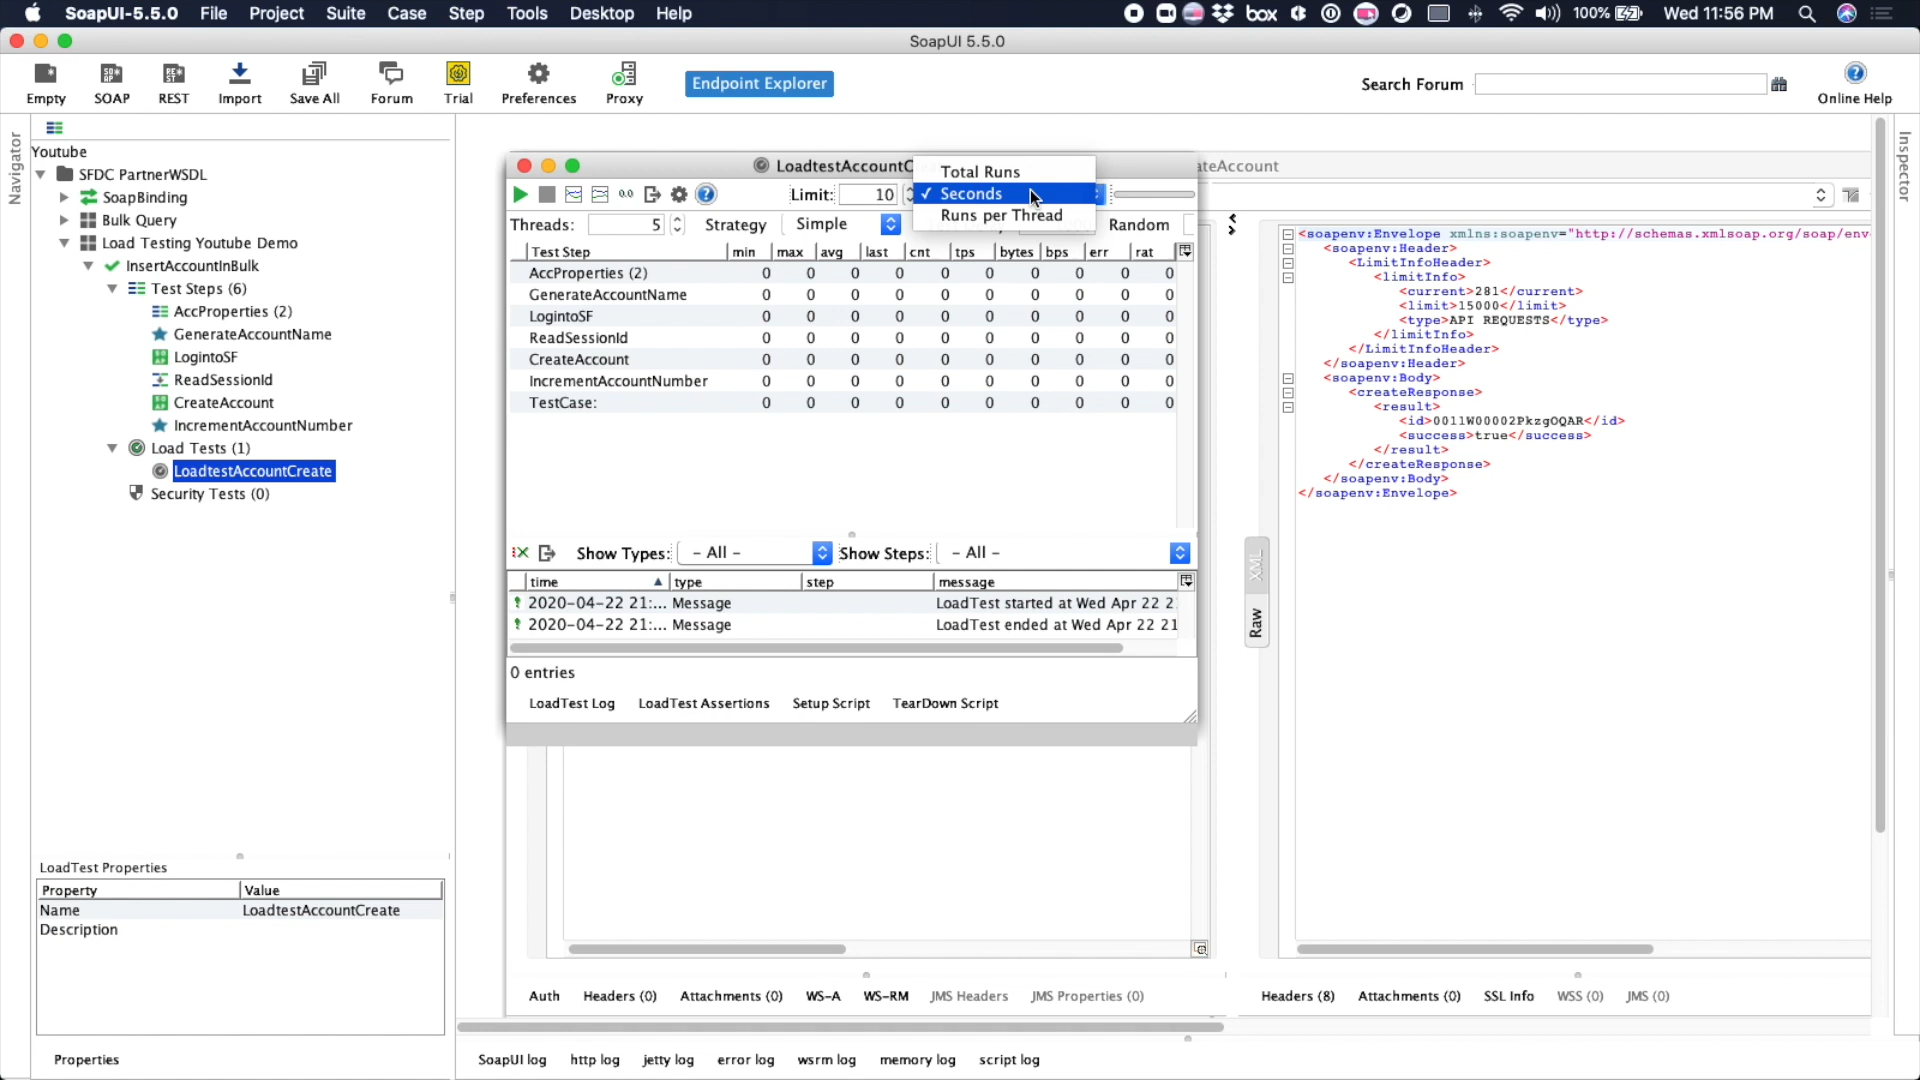 SoapUI-5.5.0 File Project Suite Case Step Tools Desktop Help box 100% Wed 11:56 PM
SoapUI 5.5.0
Empty SOAP REST Import Save All Forum Trial Preferences Proxy Endpoint Explorer Search Forum Online Help
Navigator
Inspector
Youtube
SFDC PartnerWSDL
SoapBinding
Bulk Query
Load Testing Youtube Demo
InsertAccountInBulk
Test Steps (6)
AccProperties (2)
GenerateAccountName
LogintoSF
ReadSessionId
CreateAccount
IncrementAccountNumber
Load Tests (1)
LoadtestAccountCreate
Security Tests (0)
LoadTest Properties
Property Value
Name LoadtestAccountCreate
Description
Properties
LoadtestAccountC
ateAccount
Total Runs
✓ Seconds
Runs per Thread
Limit: 10
Threads: 5 Strategy Simple Random
Test Step min max avg last cnt tps bytes bps err rat
AccProperties (2) 0 0 0 0 0 0 0 0 0 0
GenerateAccountName 0 0 0 0 0 0 0 0 0 0
LogintoSF 0 0 0 0 0 0 0 0 0 0
ReadSessionId 0 0 0 0 0 0 0 0 0 0
CreateAccount 0 0 0 0 0 0 0 0 0 0
IncrementAccountNumber 0 0 0 0 0 0 0 0 0 0
TestCase: 0 0 0 0 0 0 0 0 0 0
Show Types: - All - Show Steps: - All -
time type step message
2020-04-22 21:... Message LoadTest started at Wed Apr 22 2
2020-04-22 21:... Message LoadTest ended at Wed Apr 22 21
0 entries
LoadTest Log LoadTest Assertions Setup Script TearDown Script
XML
Raw
<soapenv:Envelope xmlns:soapenv="http://schemas.xmlsoap.org/soap/env
<soapenv:Header>
<LimitInfoHeader>
<limitInfo>
<current>281</current>
<limit>15000</limit>
<type>API REQUESTS</type>
</limitInfo>
</LimitInfoHeader>
</soapenv:Header>
<soapenv:Body>
<createResponse>
<result>
<id>0011W00002PkzgOQAR</id>
<success>true</success>
</result>
</createResponse>
</soapenv:Body>
</soapenv:Envelope>
Auth Headers (0) Attachments (0) WS-A WS-RM JMS Headers JMS Properties (0)
Headers (8) Attachments (0) SSL Info WSS (0) JMS (0)
SoapUI log http log jetty log error log wsrm log memory log script log